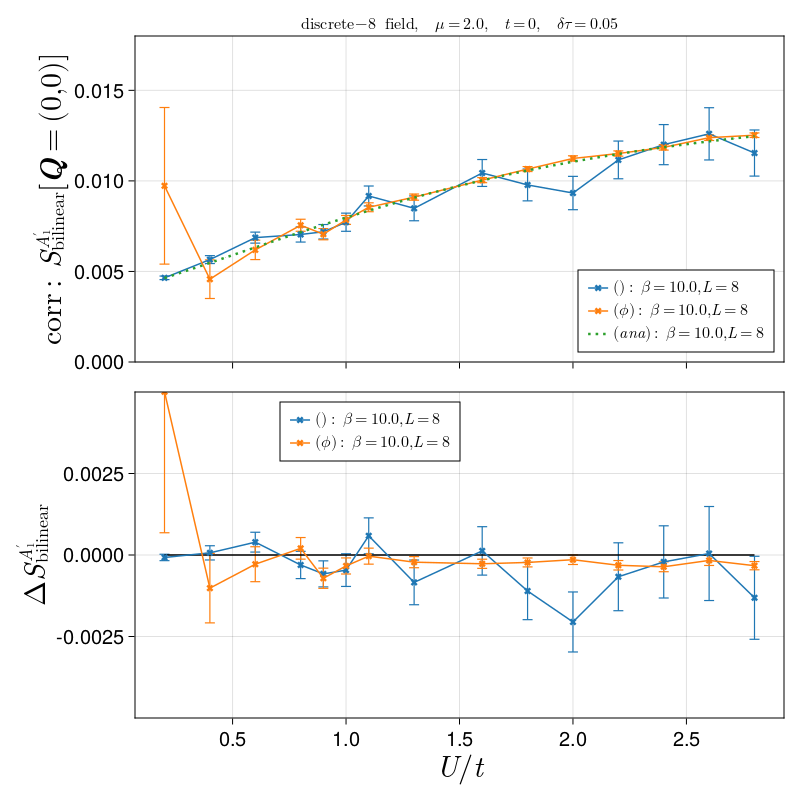 discrete−8 field, μ = 2.0, t = 0, δτ = 0.05
corr : S^{A_1'}_{bilinear}[Q = (0,0)]
0.015
0.010
0.005
0.000
() : β = 10.0,L = 8
(ϕ) : β = 10.0,L = 8
(ana) : β = 10.0,L = 8
ΔS^{A_1'}_{bilinear}
0.0025
0.0000
-0.0025
() : β = 10.0,L = 8
(ϕ) : β = 10.0,L = 8
0.5 1.0 1.5 2.0 2.5
U/t